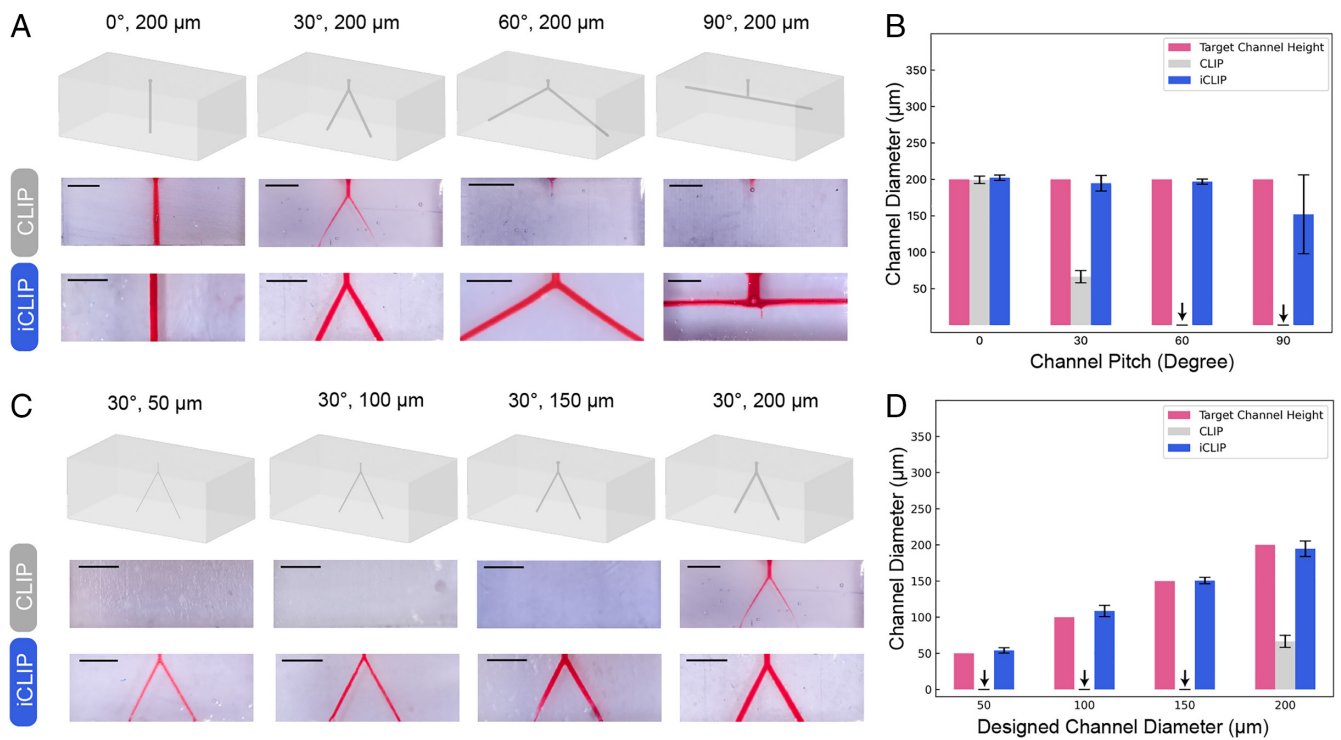 A
0°, 200 µm
30°, 200 µm
60°, 200 µm
90°, 200 µm
CLIP
iCLIP
B
Target Channel Height
CLIP
iCLIP
Channel Diameter (µm)
350
300
250
200
150
100
50
0
30
60
90
Channel Pitch (Degree)
C
30°, 50 µm
30°, 100 µm
30°, 150 µm
30°, 200 µm
CLIP
iCLIP
D
Target Channel Height
CLIP
iCLIP
Channel Diameter (µm)
350
300
250
200
150
100
50
0
50
100
150
200
Designed Channel Diameter (µm)